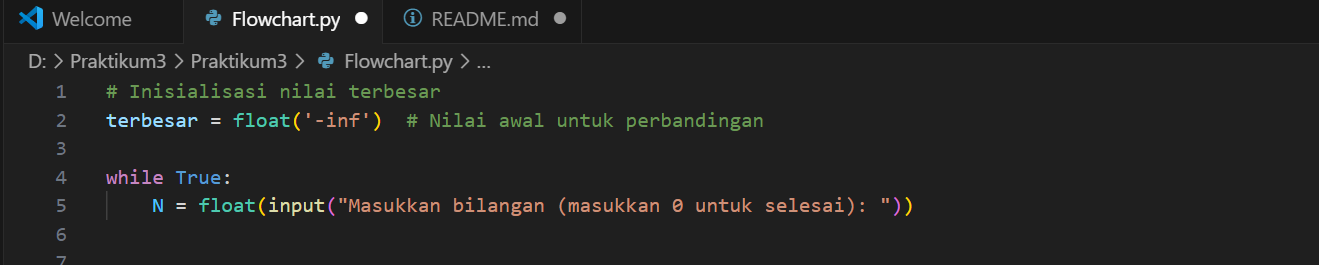 Welcome Flowchart.py README.md
D: > Praktikum3 > Praktikum3 > Flowchart.py > ...
1 # Inisialisasi nilai terbesar
2 terbesar = float('-inf')  # Nilai awal untuk perbandingan
3
4 while True:
5     N = float(input("Masukkan bilangan (masukkan 0 untuk selesai): "))
6
7